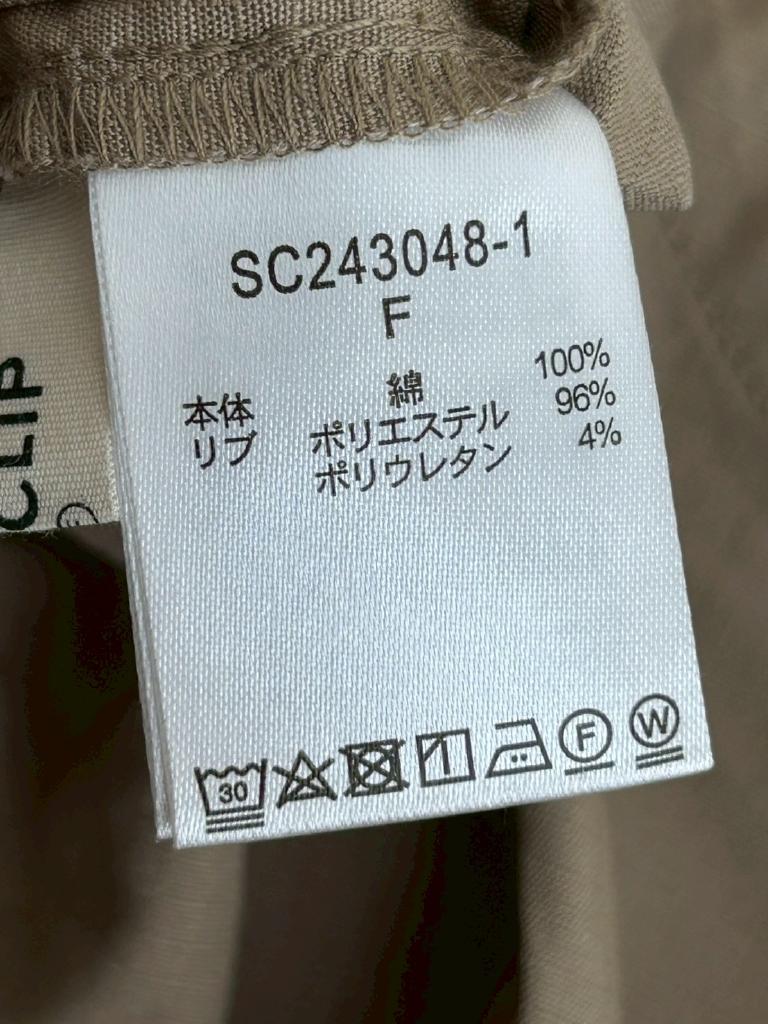 SC243048-1
F
本体 綿 100%
リブ ポリエステル 96%
ポリウレタン 4%
30 F W
CLIP